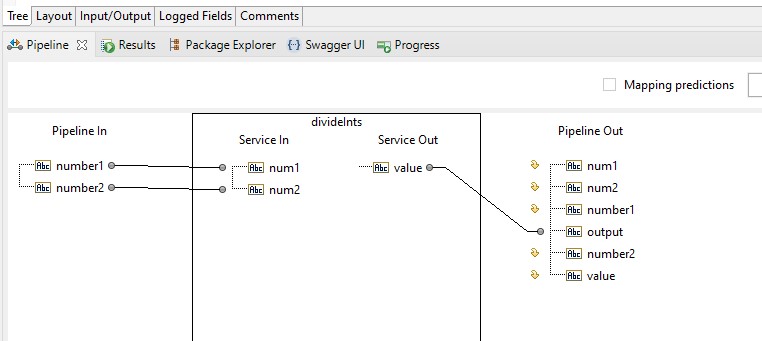 Tree Layout Input/Output Logged Fields Comments
Pipeline Results Package Explorer Swagger UI Progress
Mapping predictions
divideInts
Pipeline In
Service In
Service Out
Pipeline Out
Abc number1
Abc number2
Abc num1
Abc num2
Abc value
Abc num1
Abc num2
Abc number1
Abc output
Abc number2
Abc value